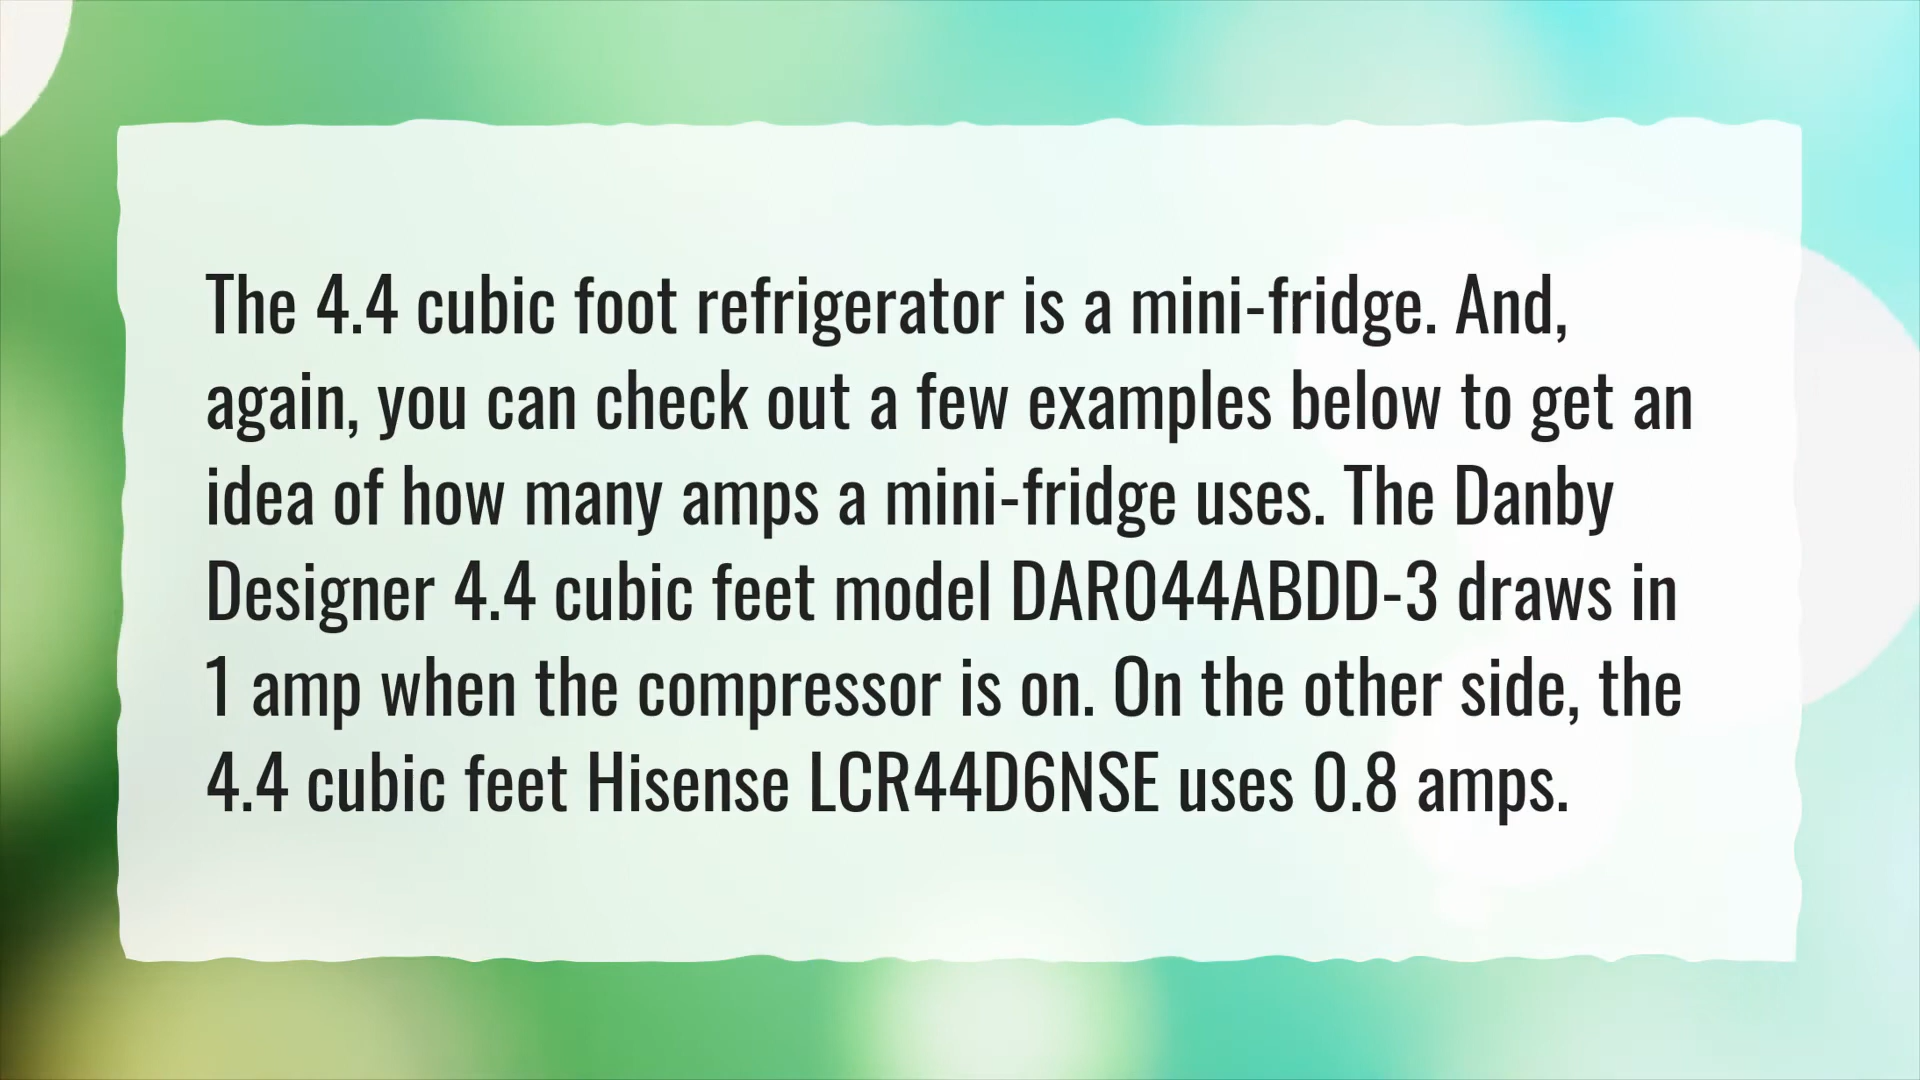 The 4.4 cubic foot refrigerator is a mini-fridge. And,
again, you can check out a few examples below to get an
idea of how many amps a mini-fridge uses. The Danby
Designer 4.4 cubic feet model DAR044ABDD-3 draws in
1 amp when the compressor is on. On the other side, the
4.4 cubic feet Hisense LCR44D6NSE uses 0.8 amps.